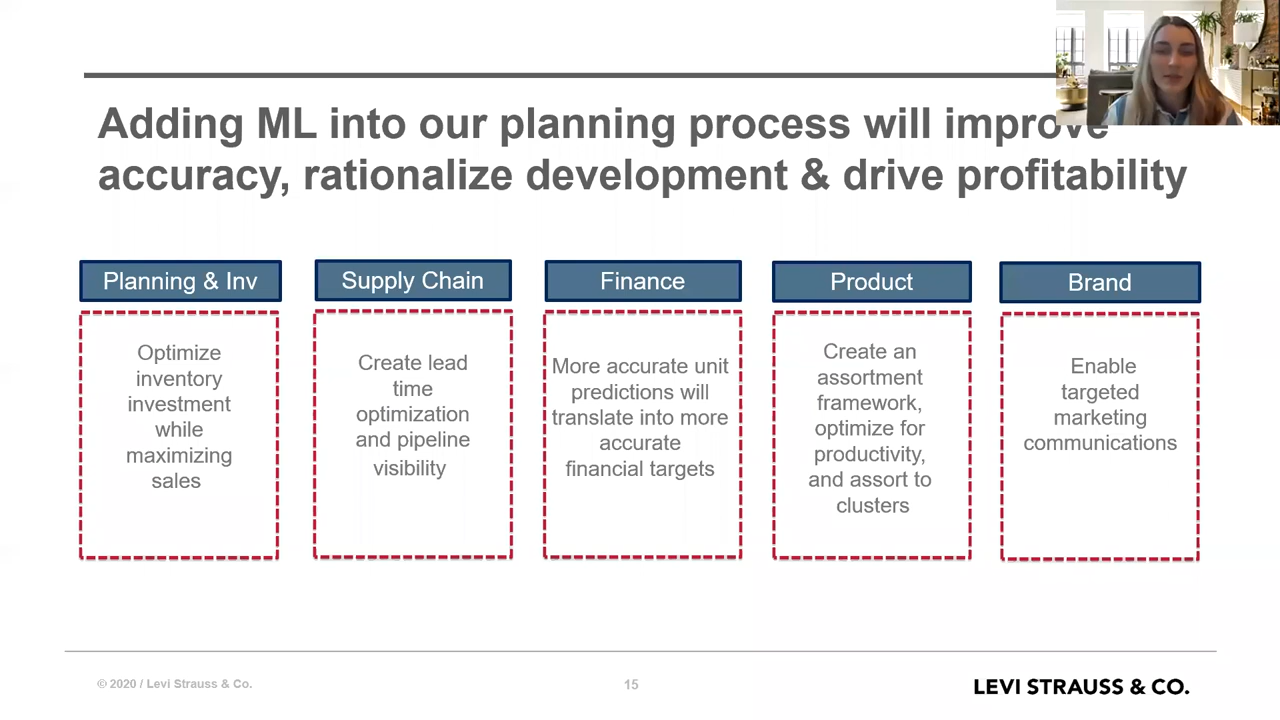 Adding ML into our planning process will improve
accuracy, rationalize development & drive profitability
Planning & Inv
Optimize
inventory
investment
while
maximizing
sales
Supply Chain
Create lead
time
optimization
and pipeline
visibility
Finance
More accurate unit
predictions will
translate into more
accurate
financial targets
Product
Create an
assortment
framework,
optimize for
productivity,
and assort to
clusters
Brand
Enable
targeted
marketing
communications
© 2020 / Levi Strauss & Co.
15
LEVI STRAUSS & CO.